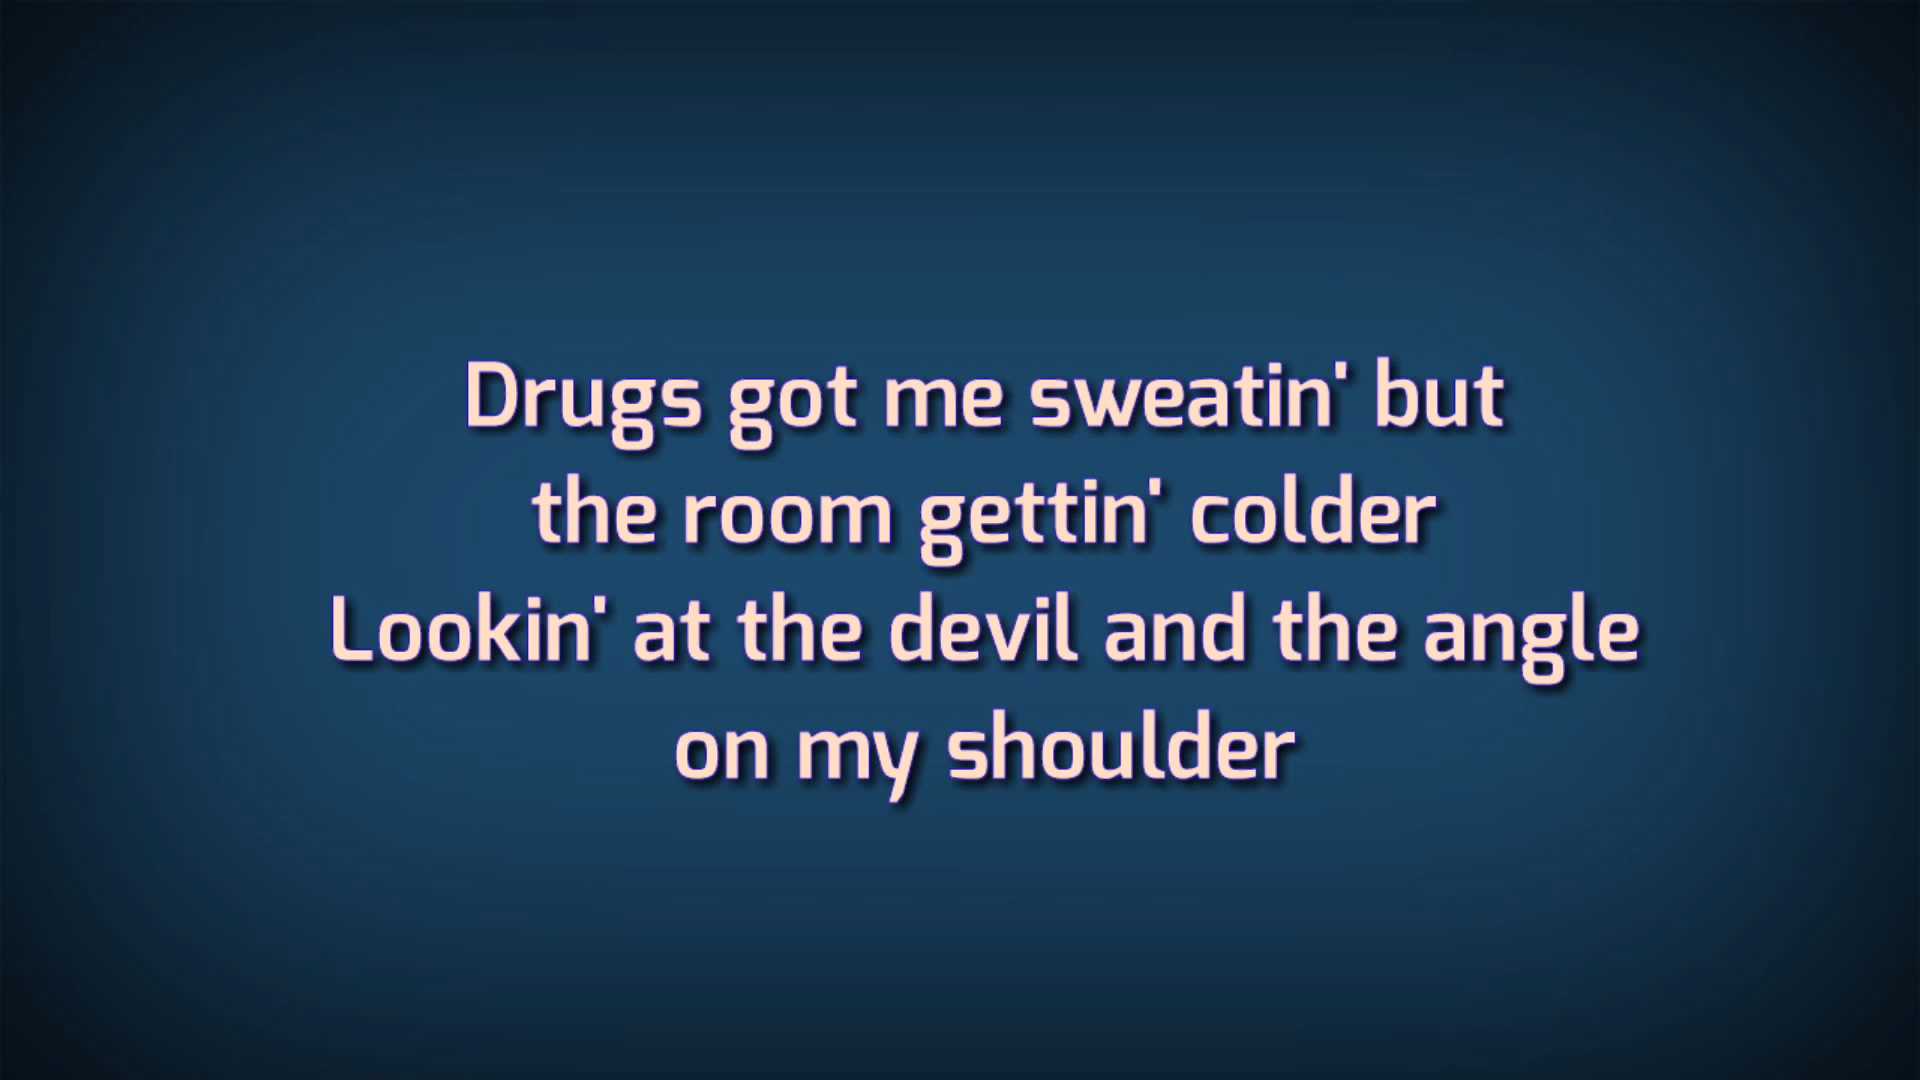 Drugs got me sweatin' but
the room gettin' colder
Lookin' at the devil and the angle
on my shoulder